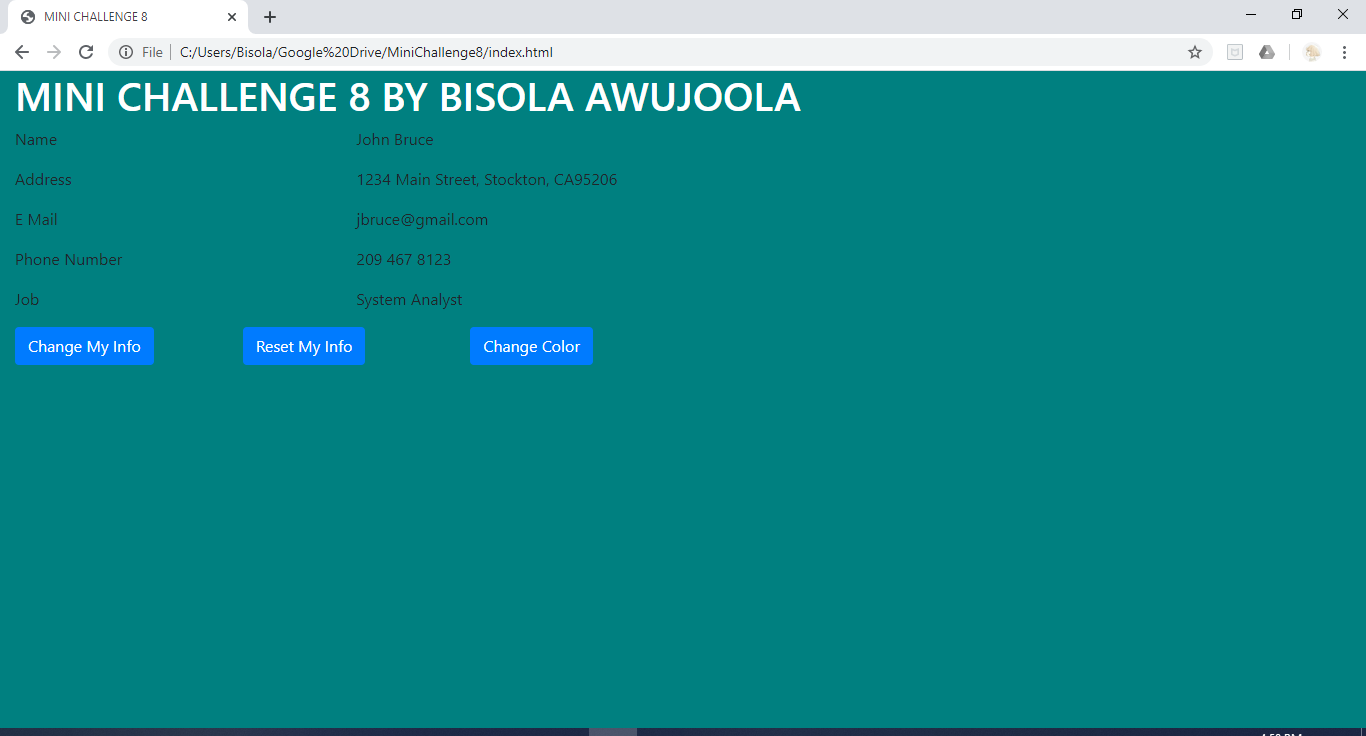 MINI CHALLENGE 8
File C:/Users/Bisola/Google%20Drive/MiniChallenge8/index.html
MINI CHALLENGE 8 BY BISOLA AWUJOOLA
Name John Bruce
Address 1234 Main Street, Stockton, CA95206
E Mail jbruce@gmail.com
Phone Number 209 467 8123
Job System Analyst
Change My Info Reset My Info Change Color